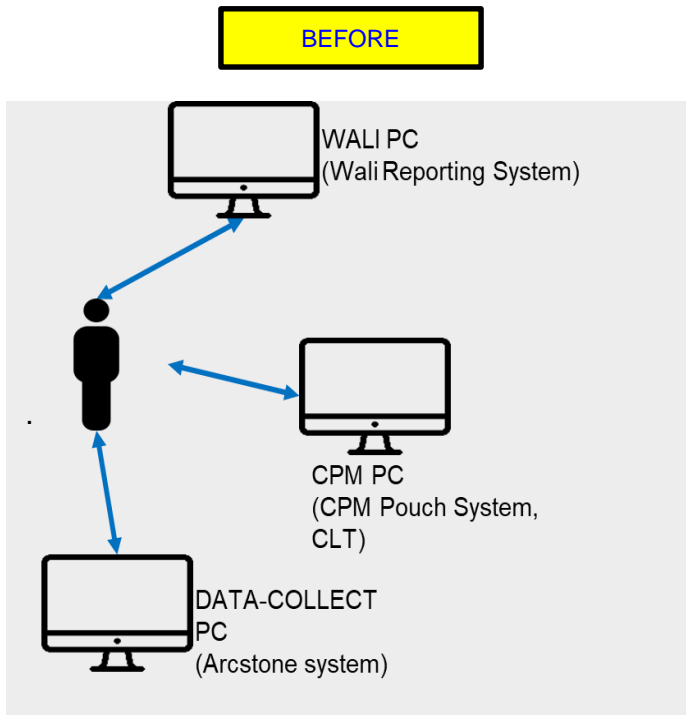 BEFORE
WALI PC
(Wali Reporting System)
.
CPM PC
(CPM Pouch System,
CLT)
DATA-COLLECT
PC
(Arcstone system)